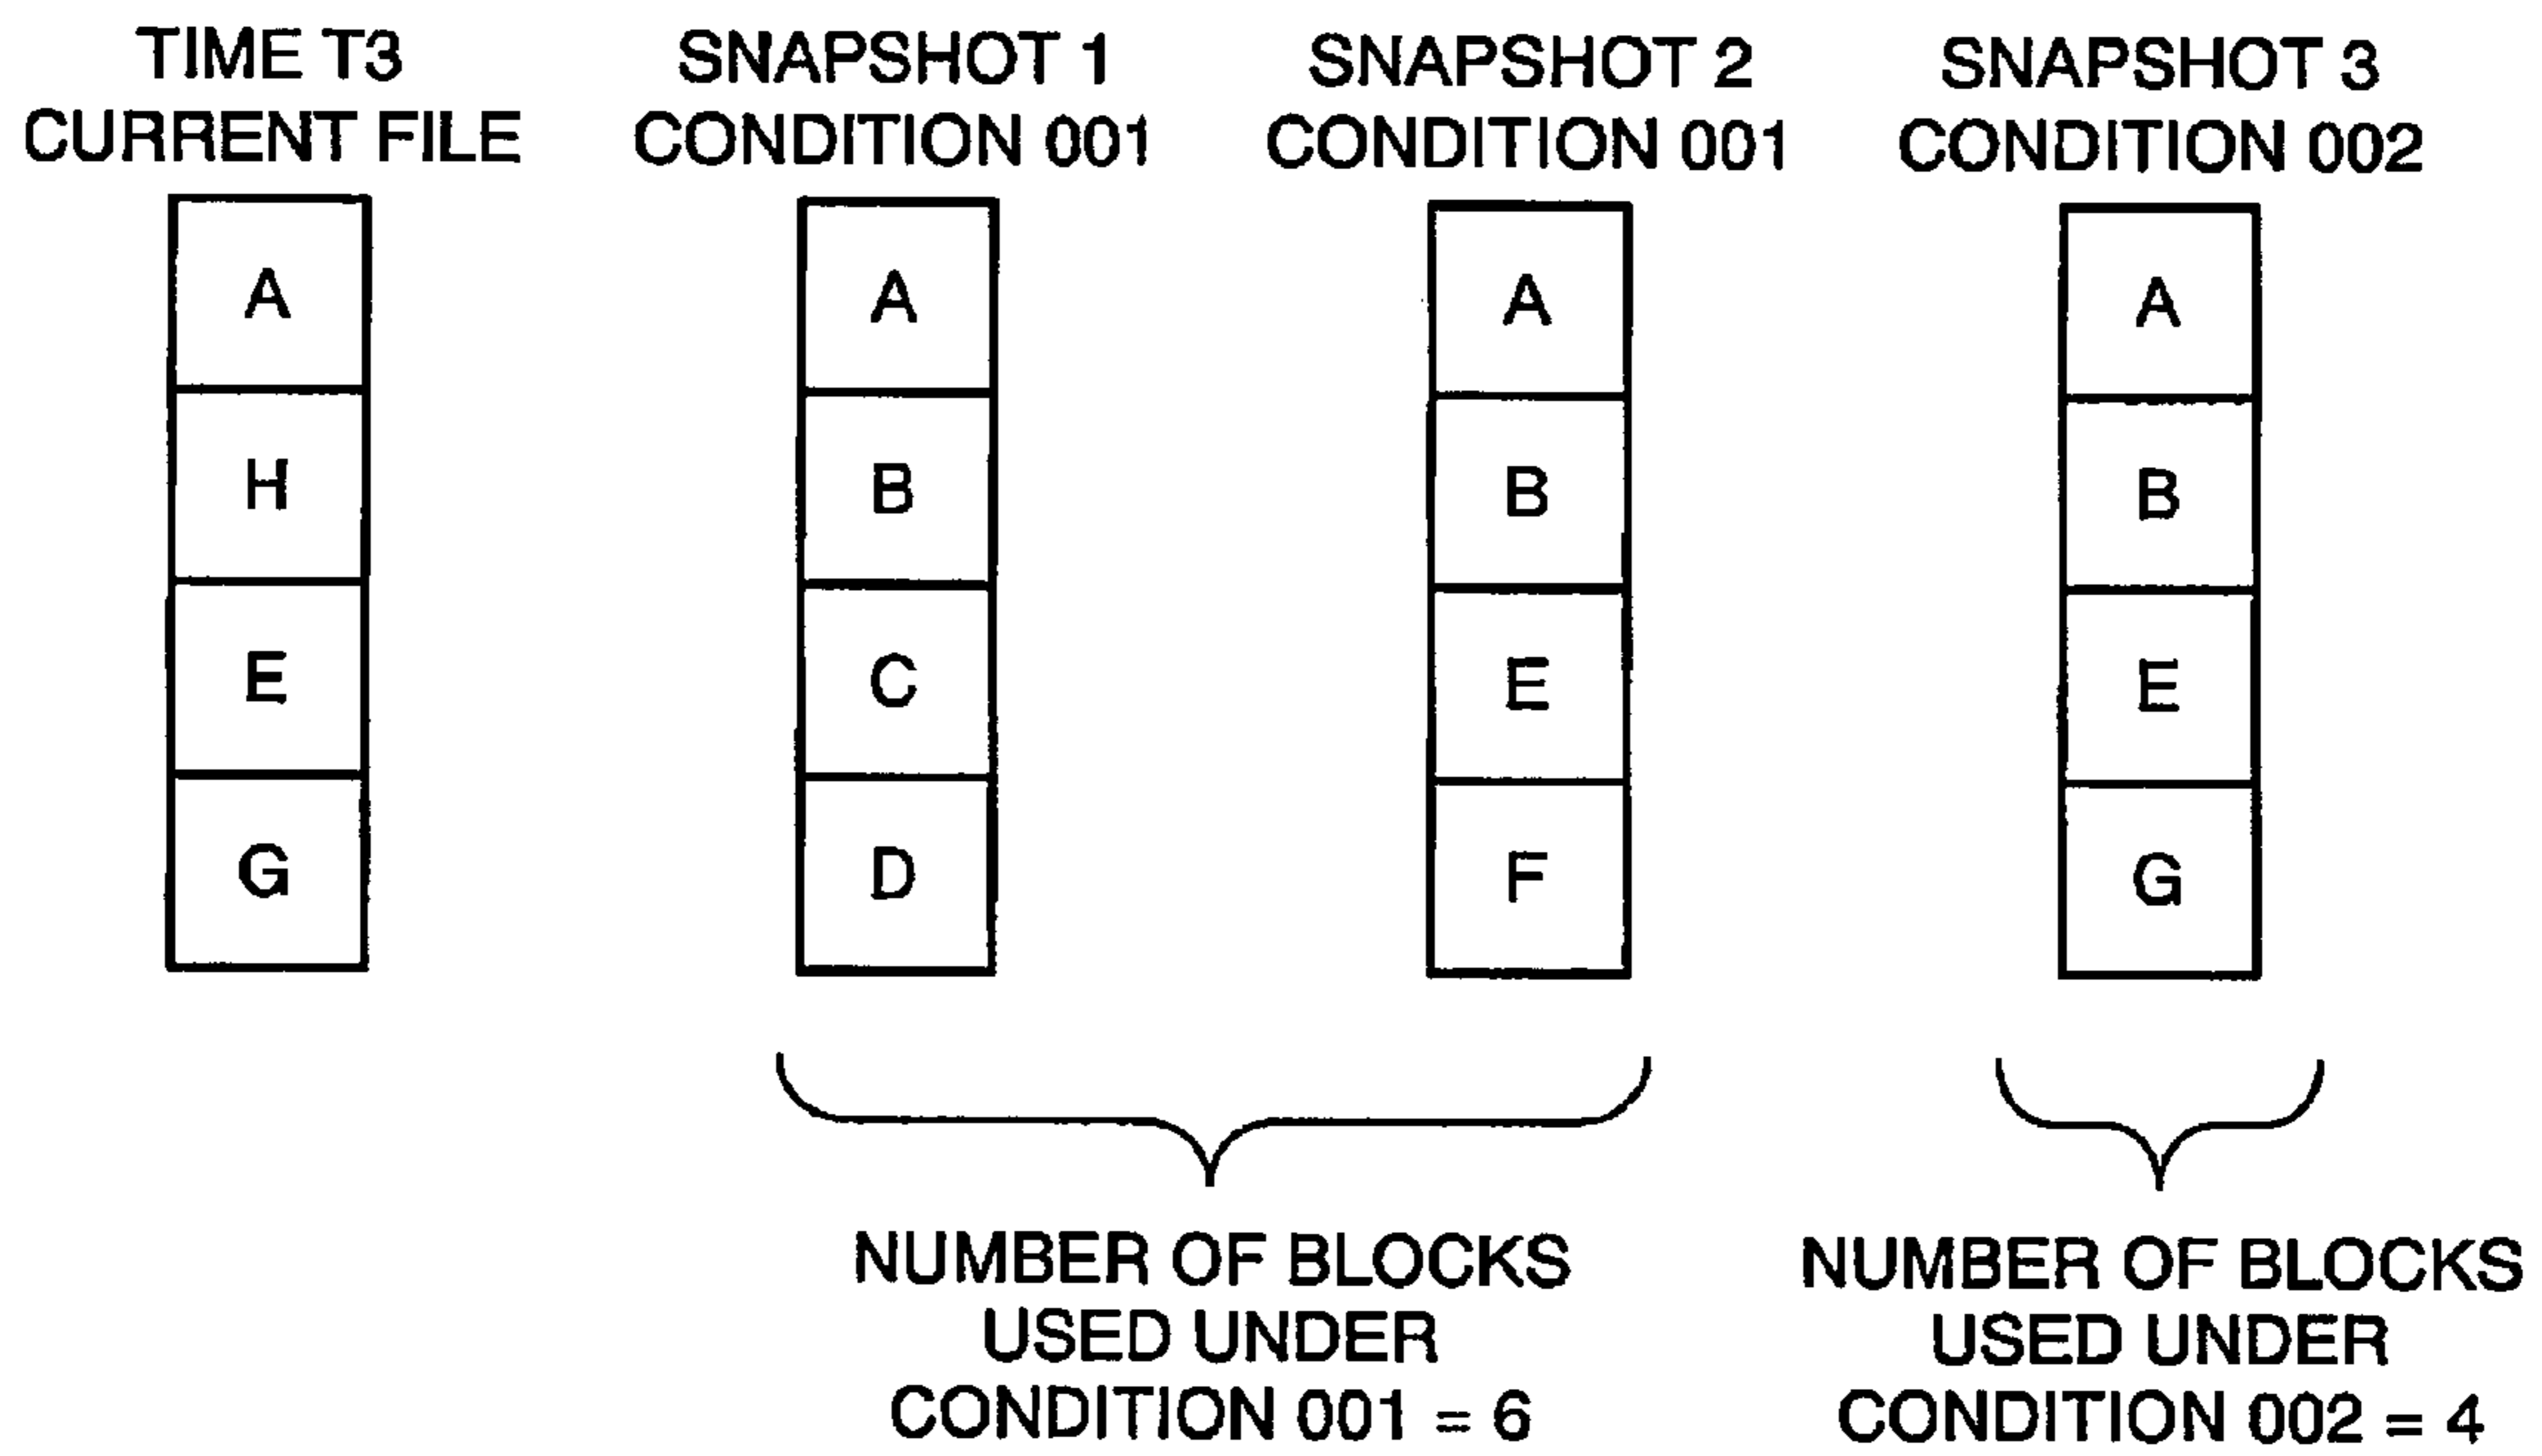 TIME T3
CURRENT FILE
A
H
E
G
SNAPSHOT 1
CONDITION 001
A
B
C
D
SNAPSHOT 2
CONDITION 001
A
B
E
F
SNAPSHOT 3
CONDITION 002
A
B
E
G
NUMBER OF BLOCKS
USED UNDER
CONDITION 001 = 6
NUMBER OF BLOCKS
USED UNDER
CONDITION 002 = 4